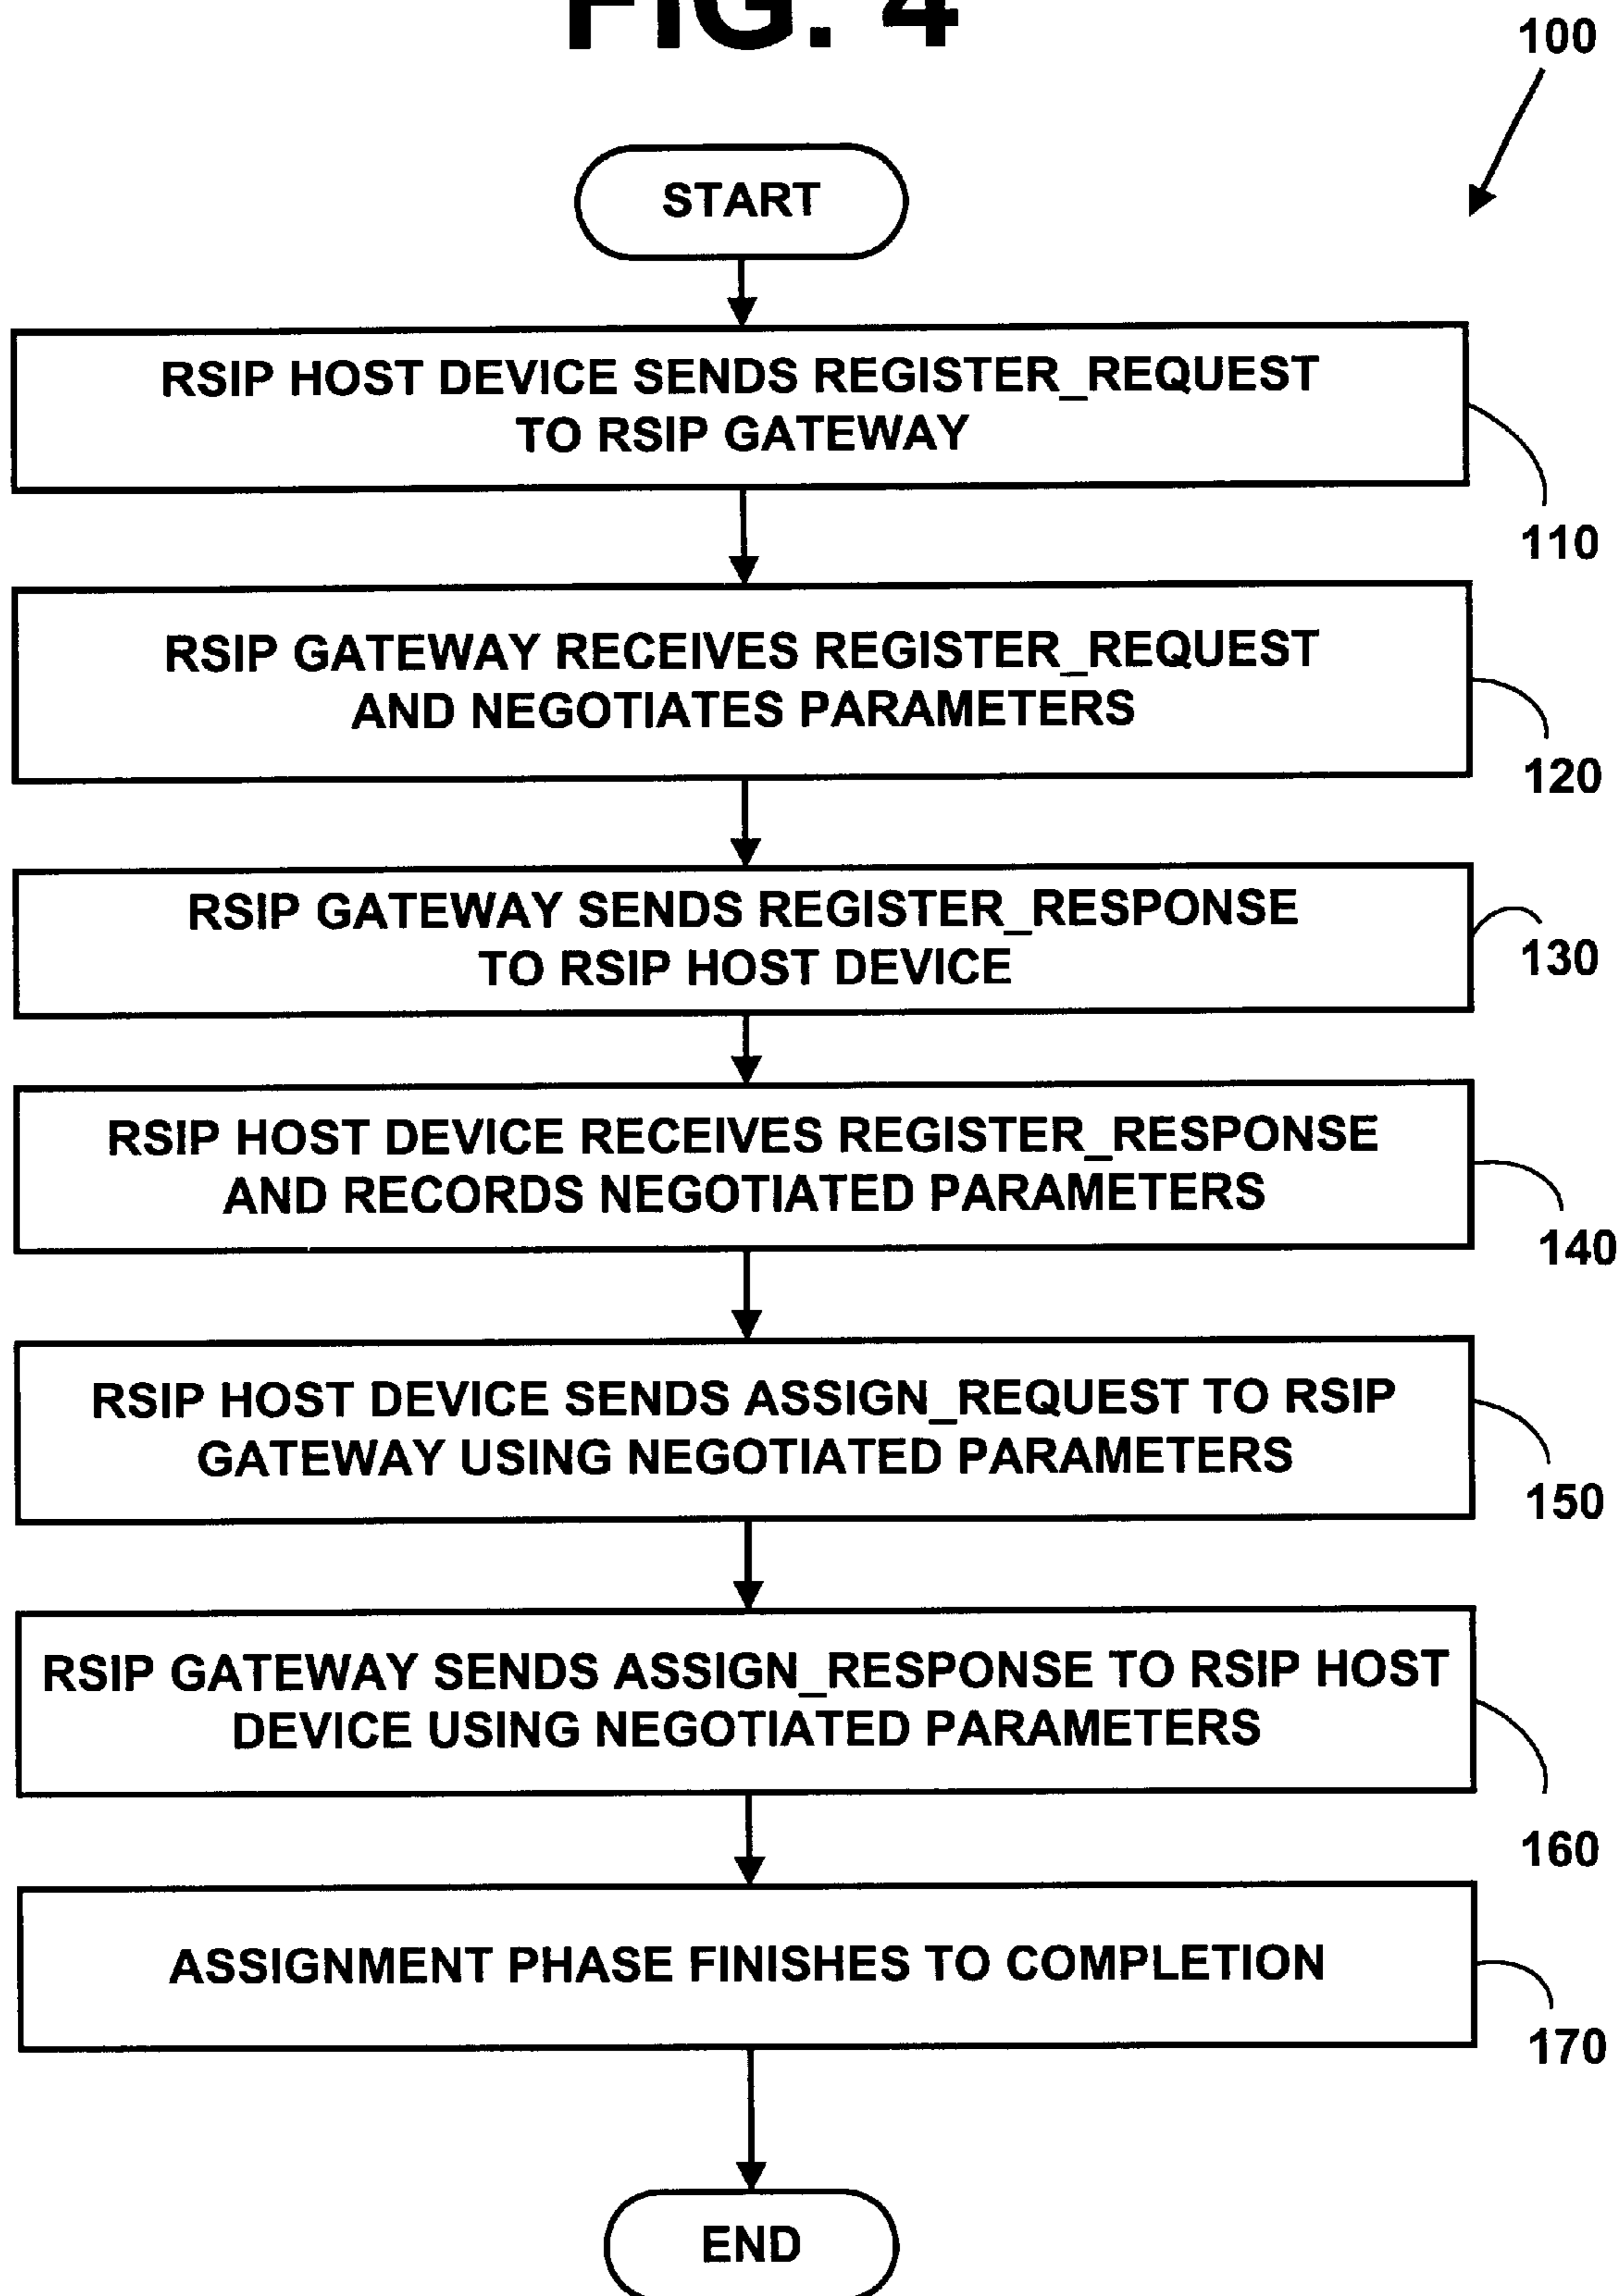 FIG. 4
100
START
RSIP HOST DEVICE SENDS REGISTER_REQUEST
TO RSIP GATEWAY
110
RSIP GATEWAY RECEIVES REGISTER_REQUEST
AND NEGOTIATES PARAMETERS
120
RSIP GATEWAY SENDS REGISTER_RESPONSE
TO RSIP HOST DEVICE
130
RSIP HOST DEVICE RECEIVES REGISTER_RESPONSE
AND RECORDS NEGOTIATED PARAMETERS
140
RSIP HOST DEVICE SENDS ASSIGN_REQUEST TO RSIP
GATEWAY USING NEGOTIATED PARAMETERS
150
RSIP GATEWAY SENDS ASSIGN_RESPONSE TO RSIP HOST
DEVICE USING NEGOTIATED PARAMETERS
160
ASSIGNMENT PHASE FINISHES TO COMPLETION
170
END